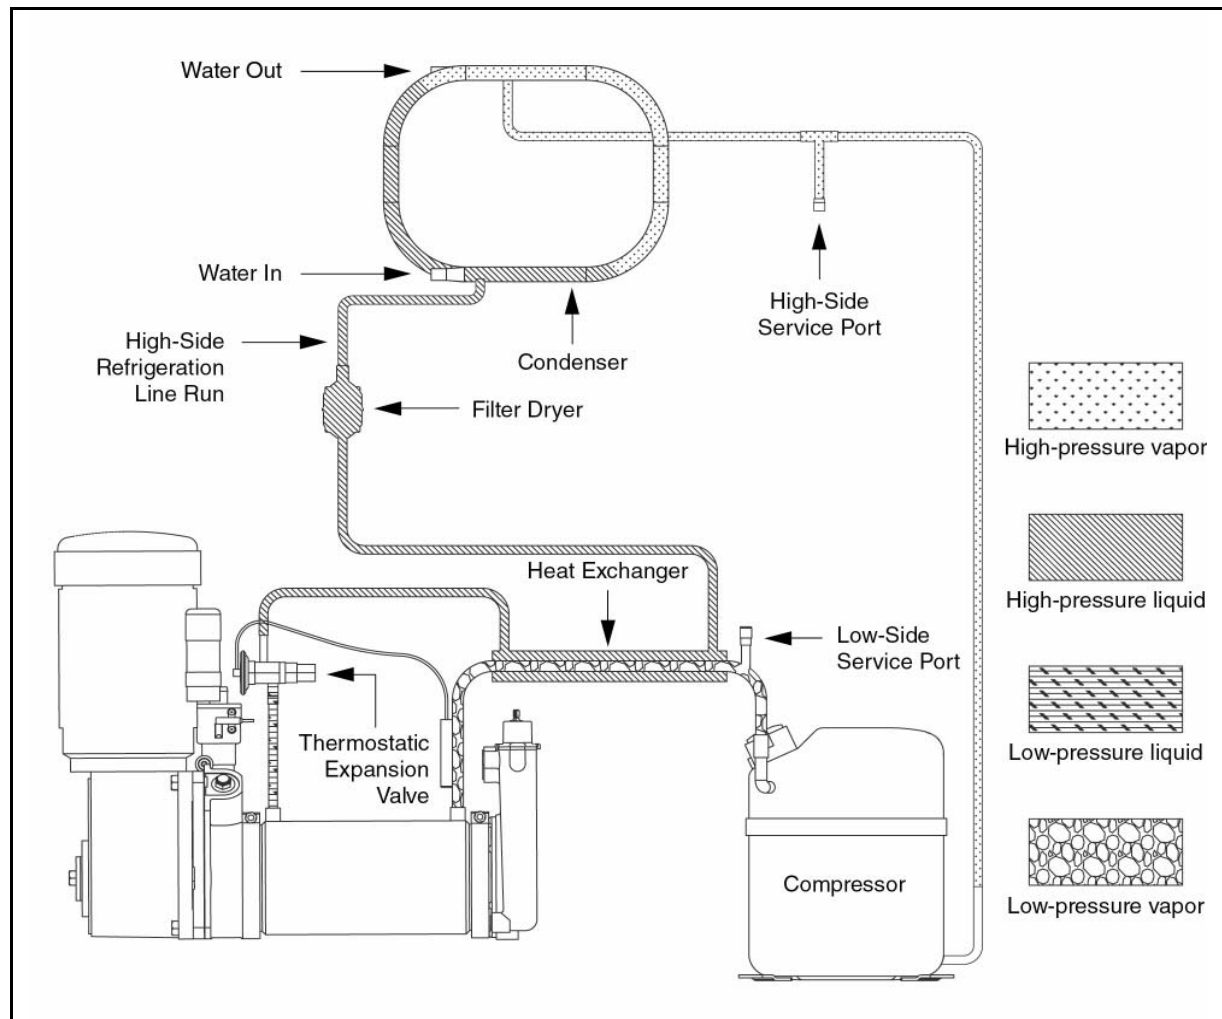 Water Out
Water In
High-Side
Service Port
High-Side
Refrigeration
Line Run
Condenser
Filter Dryer
High-pressure vapor
Heat Exchanger
High-pressure liquid
Low-Side
Service Port
Thermostatic
Expansion
Valve
Low-pressure liquid
Compressor
Low-pressure vapor